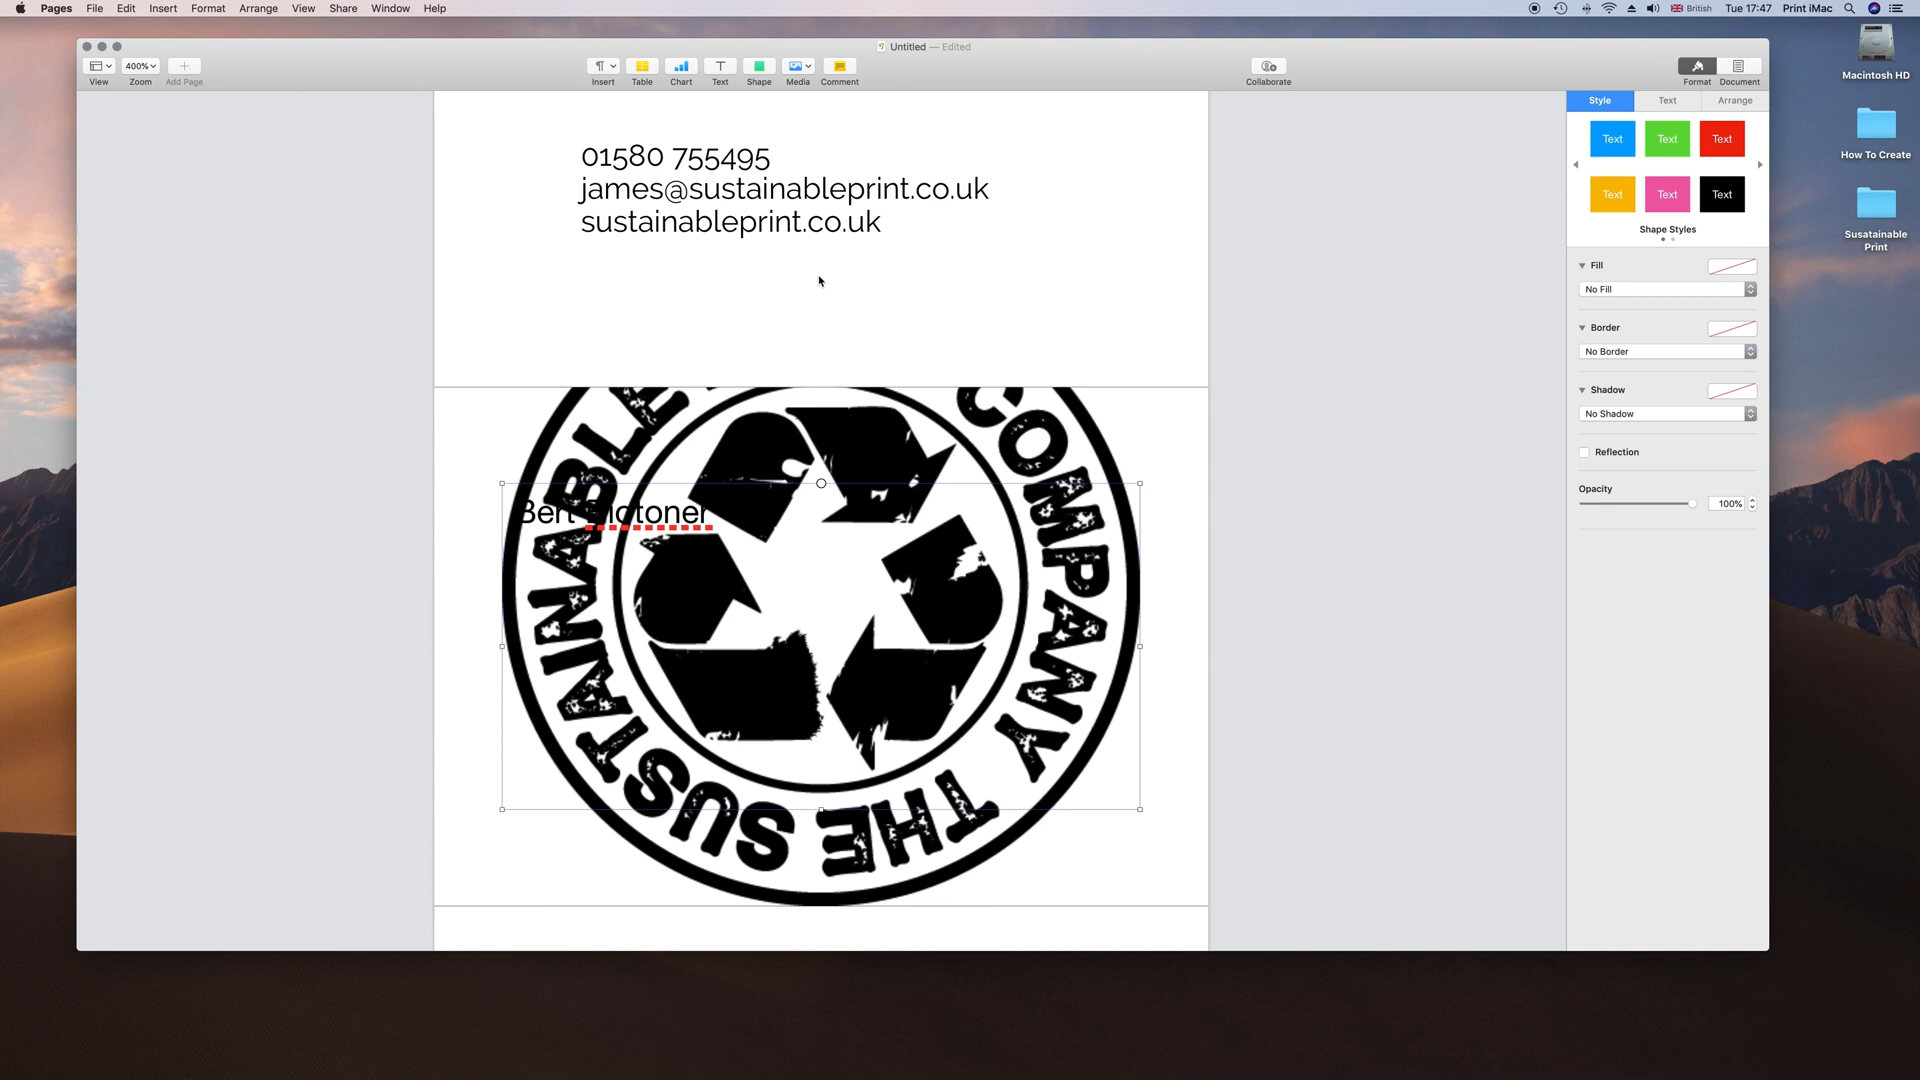 Pages File Edit Insert Format Arrange View Share Window Help
British Tue 17:47 Print iMac
Untitled — Edited
400%
View Zoom Add Page Insert Table Chart Text Shape Media Comment Collaborate Format Document
Style Text Arrange
Text Text Text
Text Text Text
Shape Styles
Fill
No Fill
Border
No Border
Shadow
No Shadow
Reflection
Opacity
100%
01580 755495
james@sustainableprint.co.uk
sustainableprint.co.uk
Bert
THE SUSTAINABLE COMPANY
Macintosh HD
How To Create
Susatainable
Print